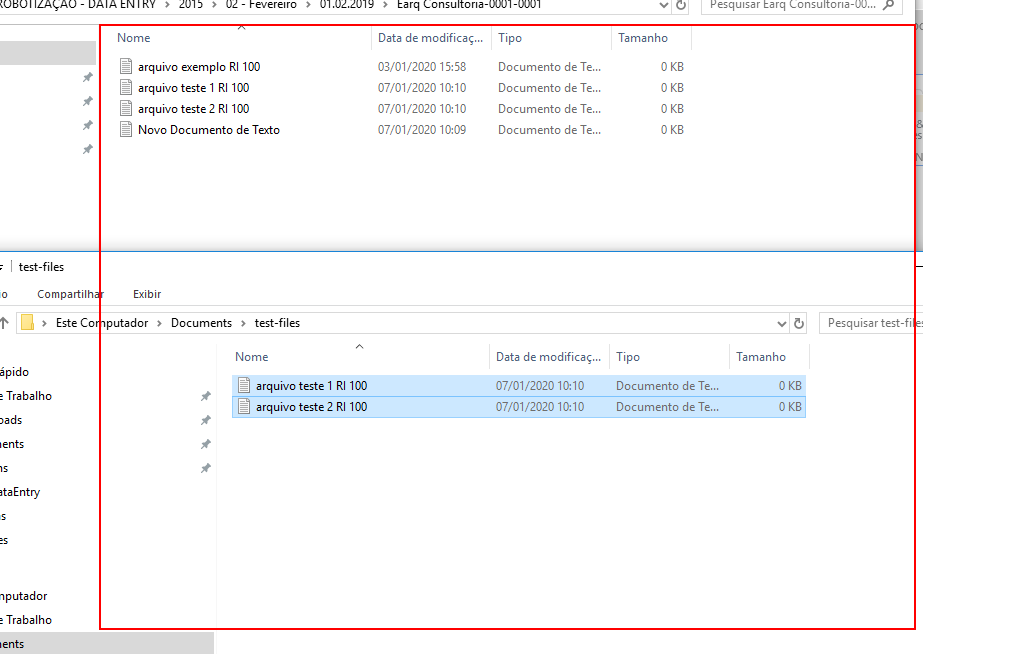 ROBOTIZAÇÃO - DATA ENTRY > 2015 > 02 - Fevereiro > 01.02.2019 > Earq Consultoria-0001-0001 Pesquisar Earq Consultoria-00...
Nome Data de modificaç... Tipo Tamanho
arquivo exemplo RI 100 03/01/2020 15:58 Documento de Te... 0 KB
arquivo teste 1 RI 100 07/01/2020 10:10 Documento de Te... 0 KB
arquivo teste 2 RI 100 07/01/2020 10:10 Documento de Te... 0 KB
Novo Documento de Texto 07/01/2020 10:09 Documento de Te... 0 KB
test-files
Compartilhar Exibir
Este Computador > Documents > test-files Pesquisar test-files
Nome Data de modificaç... Tipo Tamanho
ápido
arquivo teste 1 RI 100 07/01/2020 10:10 Documento de Te... 0 KB
e Trabalho
arquivo teste 2 RI 100 07/01/2020 10:10 Documento de Te... 0 KB
oads
ments
ns
ataEntry
s
es
mputador
e Trabalho
ments